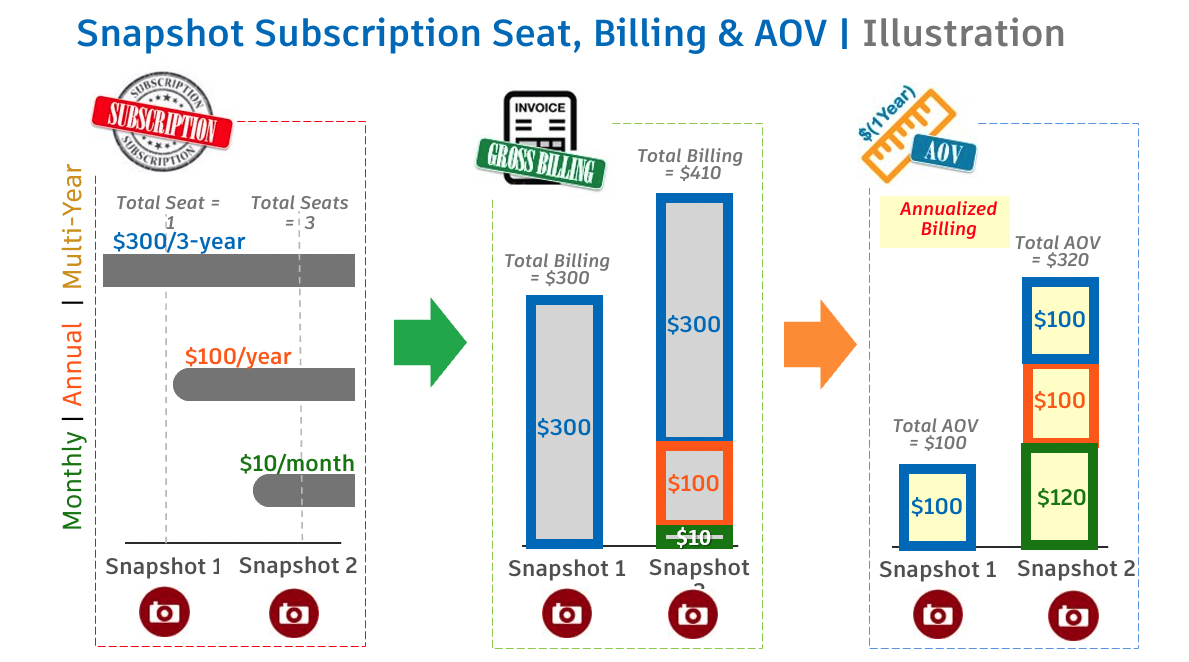 Snapshot Subscription Seat, Billing & AOV | Illustration
SUBSCRIPTION
SUBSCRIPTION
SUBSCRIPTION
Monthly | Annual | Multi-Year
Total Seat =
1
Total Seats
= 3
$300/3-year
$100/year
$10/month
Snapshot 1
Snapshot 2
INVOICE
GROSS BILLING
Total Billing
= $300
$300
Total Billing
= $410
$300
$100
$10
Snapshot 1
Snapshot
$(1Year)
AOV
Annualized
Billing
Total AOV
= $100
$100
Total AOV
= $320
$100
$100
$120
Snapshot 1
Snapshot 2